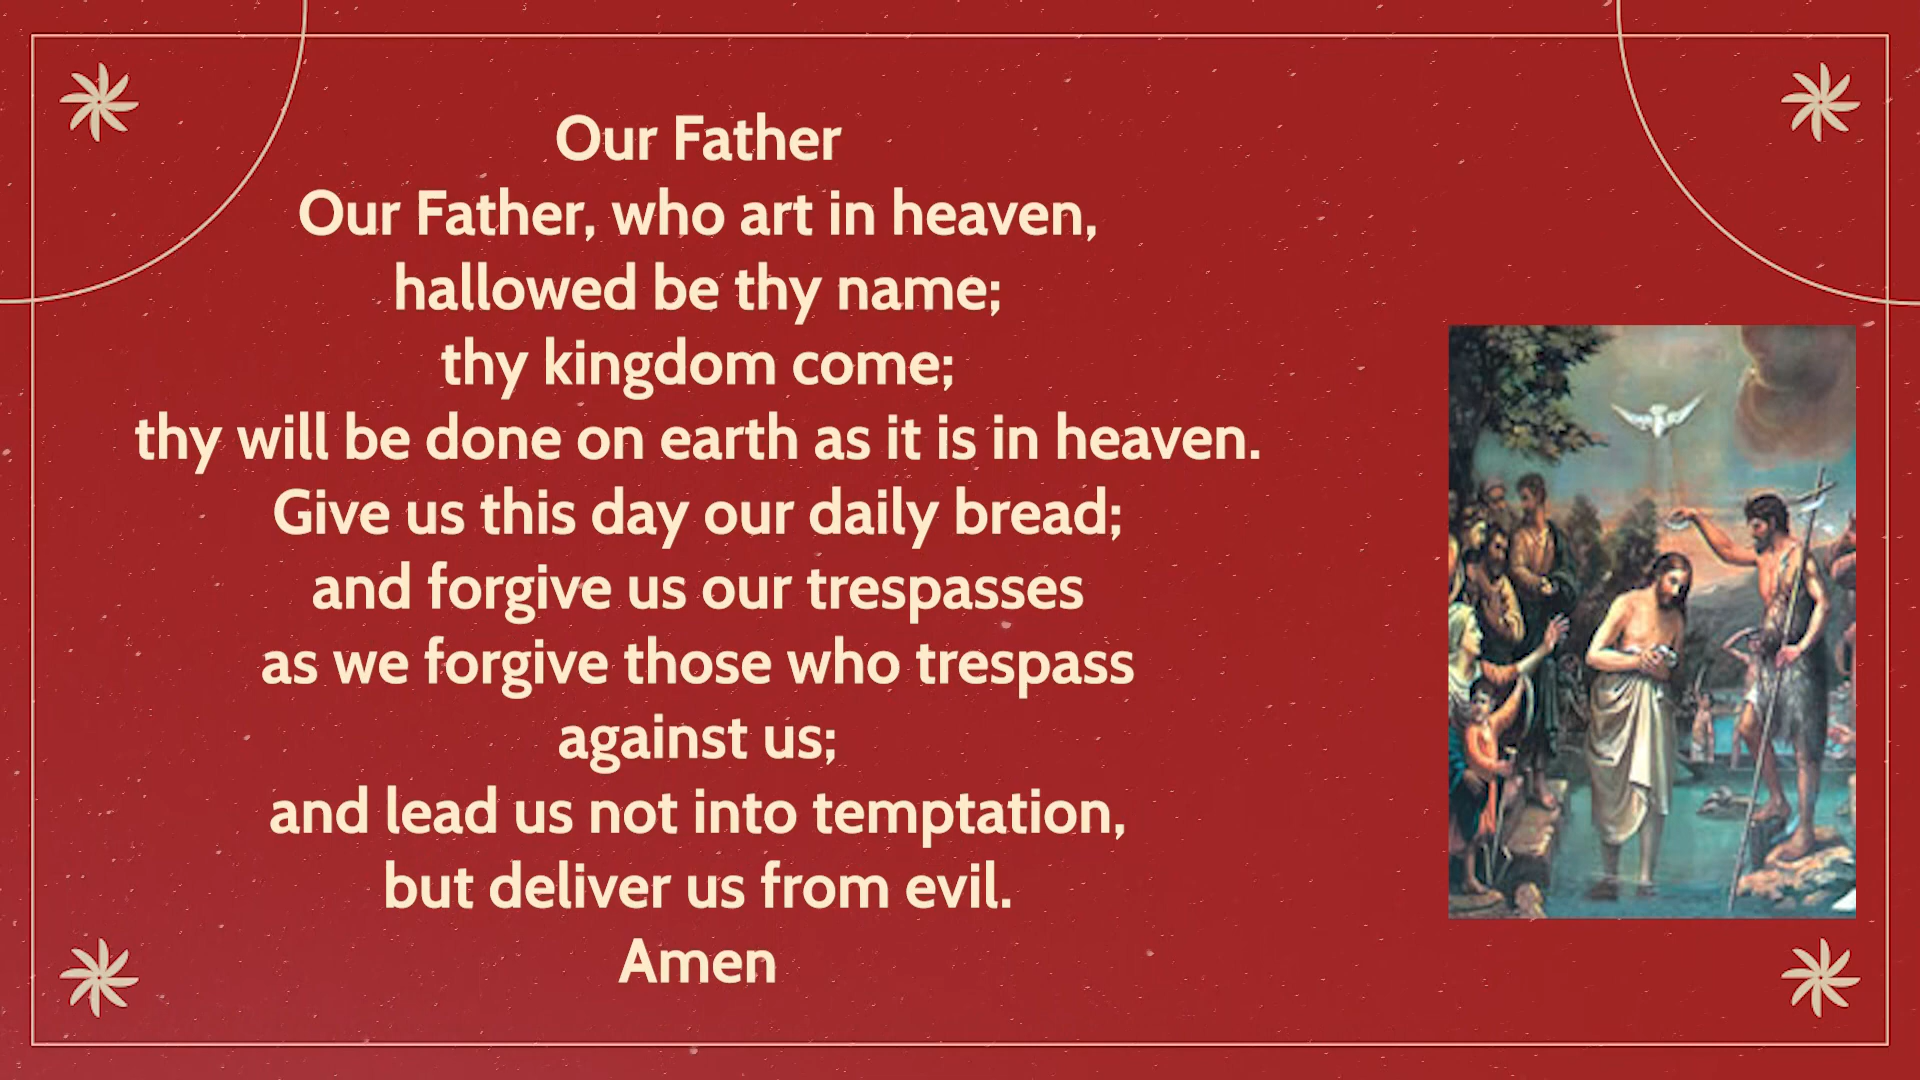 Our Father
Our Father, who art in heaven,
hallowed be thy name;
thy kingdom come;
thy will be done on earth as it is in heaven.
Give us this day our daily bread;
and forgive us our trespasses
as we forgive those who trespass
against us;
and lead us not into temptation,
but deliver us from evil.
Amen